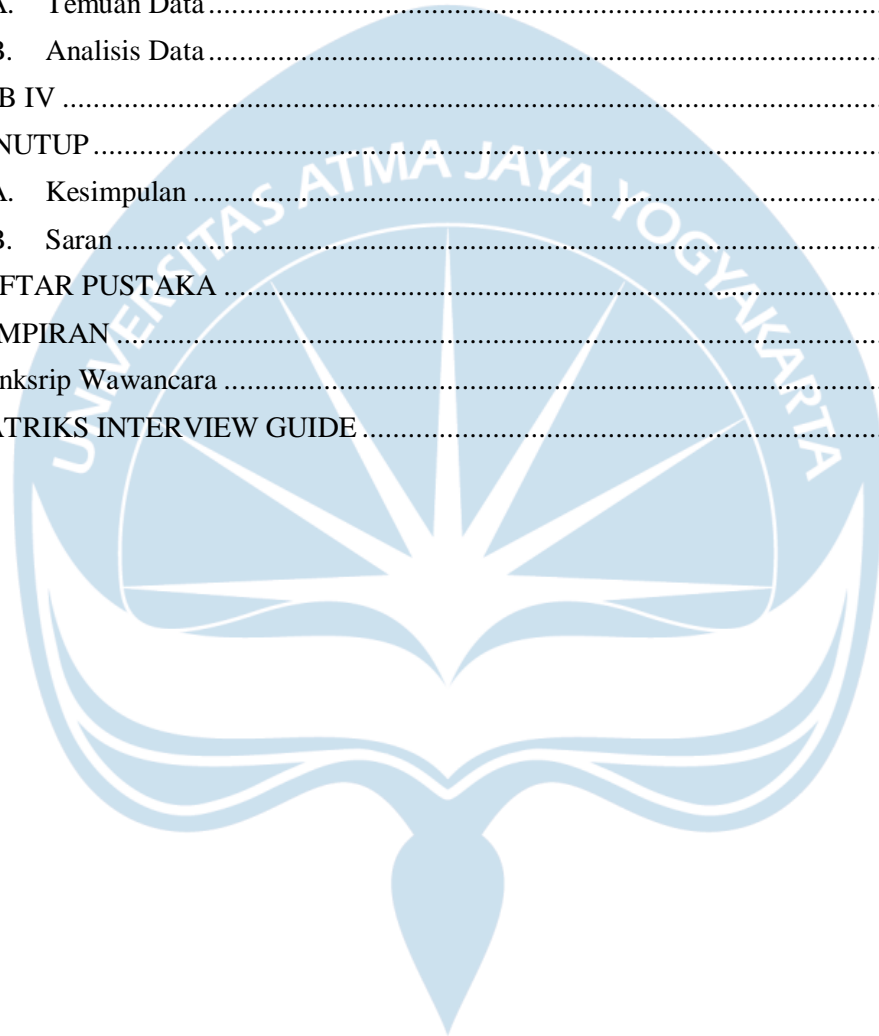 A. Temuan Data........................................................................
B. Analisis Data........................................................................
B IV ........................................................................
NUTUP........................................................................
A. Kesimpulan ........................................................................
B. Saran........................................................................
FTAR PUSTAKA ........................................................................
MPIRAN ........................................................................
nksrip Wawancara ........................................................................
ATRIKS INTERVIEW GUIDE ........................................................................
UNIVERSITAS ATMA JAYA YOGYAKARTA